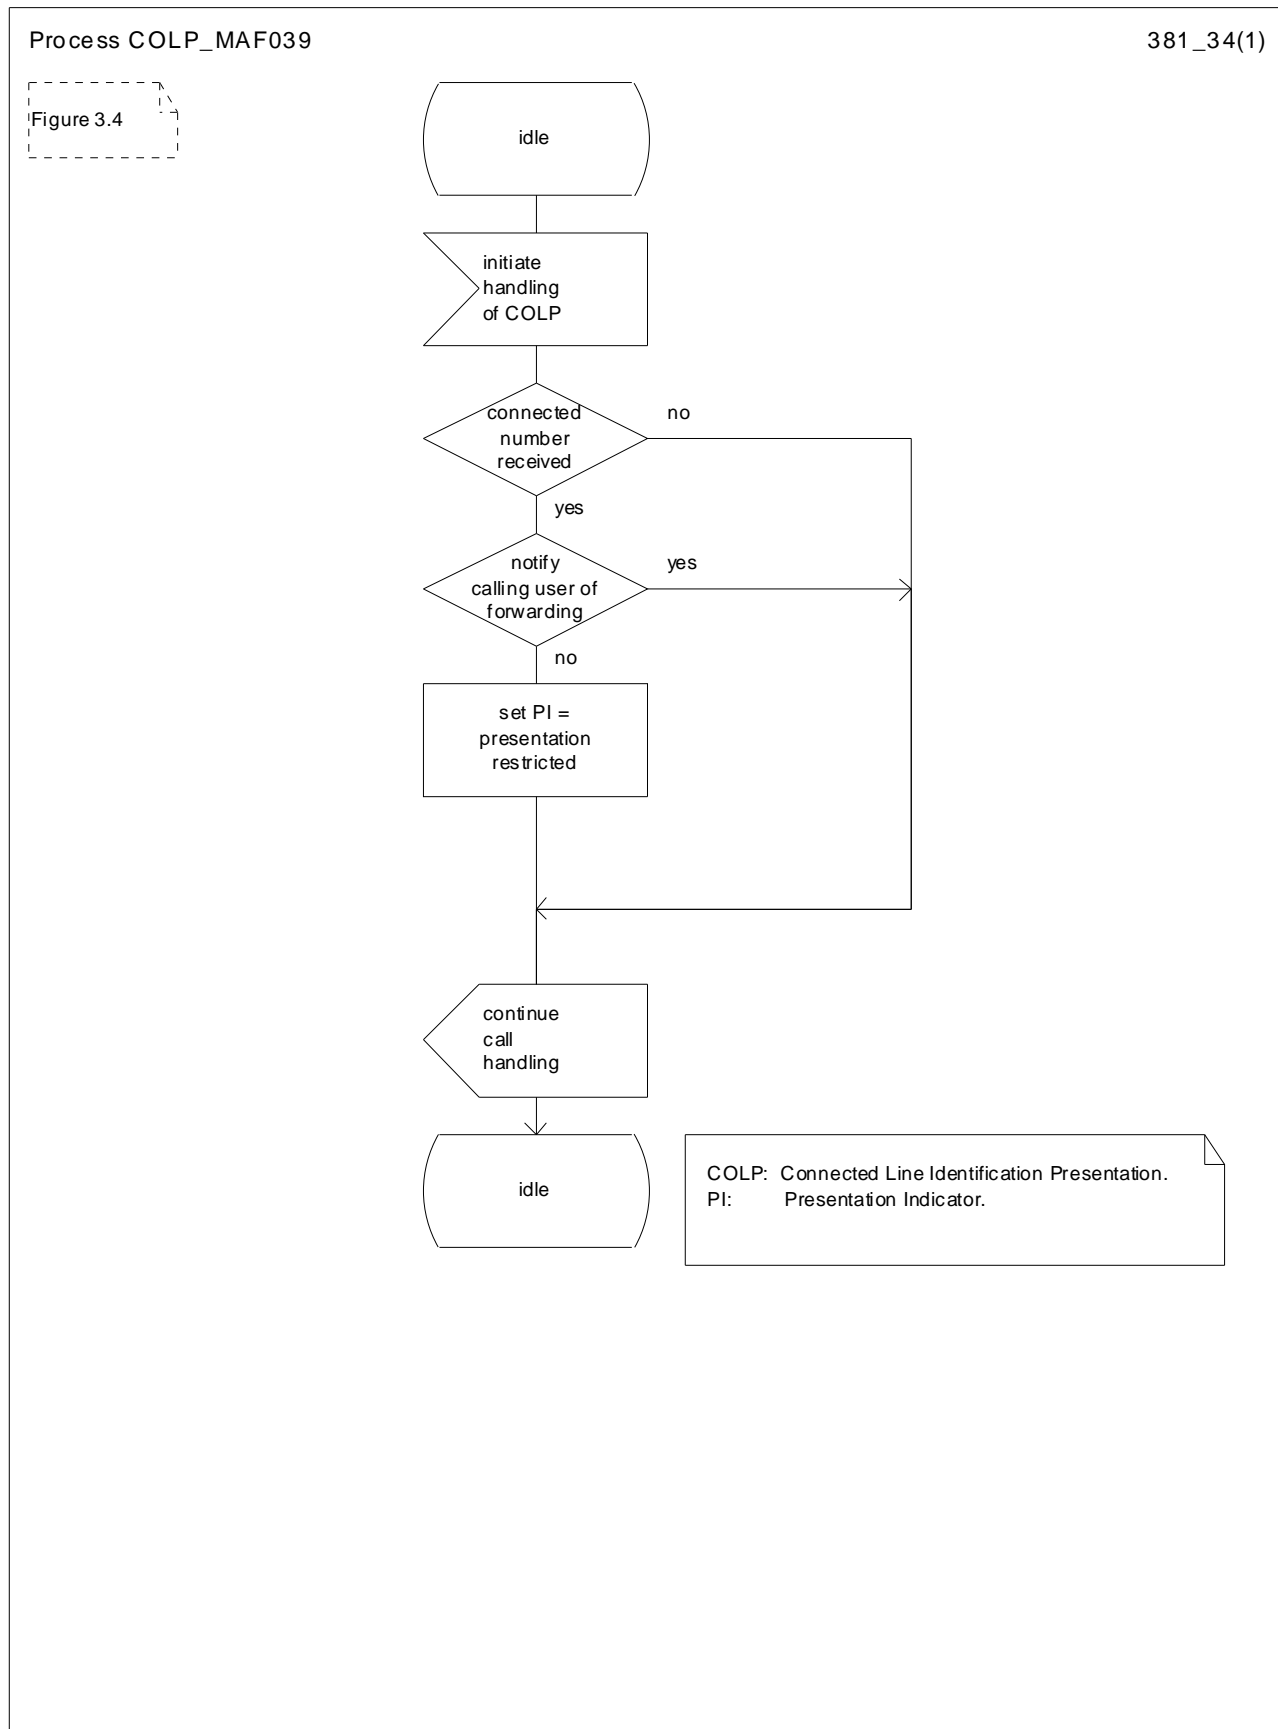 Process COLP_MAF039
381_34(1)
Figure 3.4
idle
initiate
handling
of COLP
connected
number
received
no
yes
notify
calling user of
forwarding
yes
no
set PI =
presentation
restricted
continue
call
handling
idle
COLP: Connected Line Identification Presentation.
PI: Presentation Indicator.